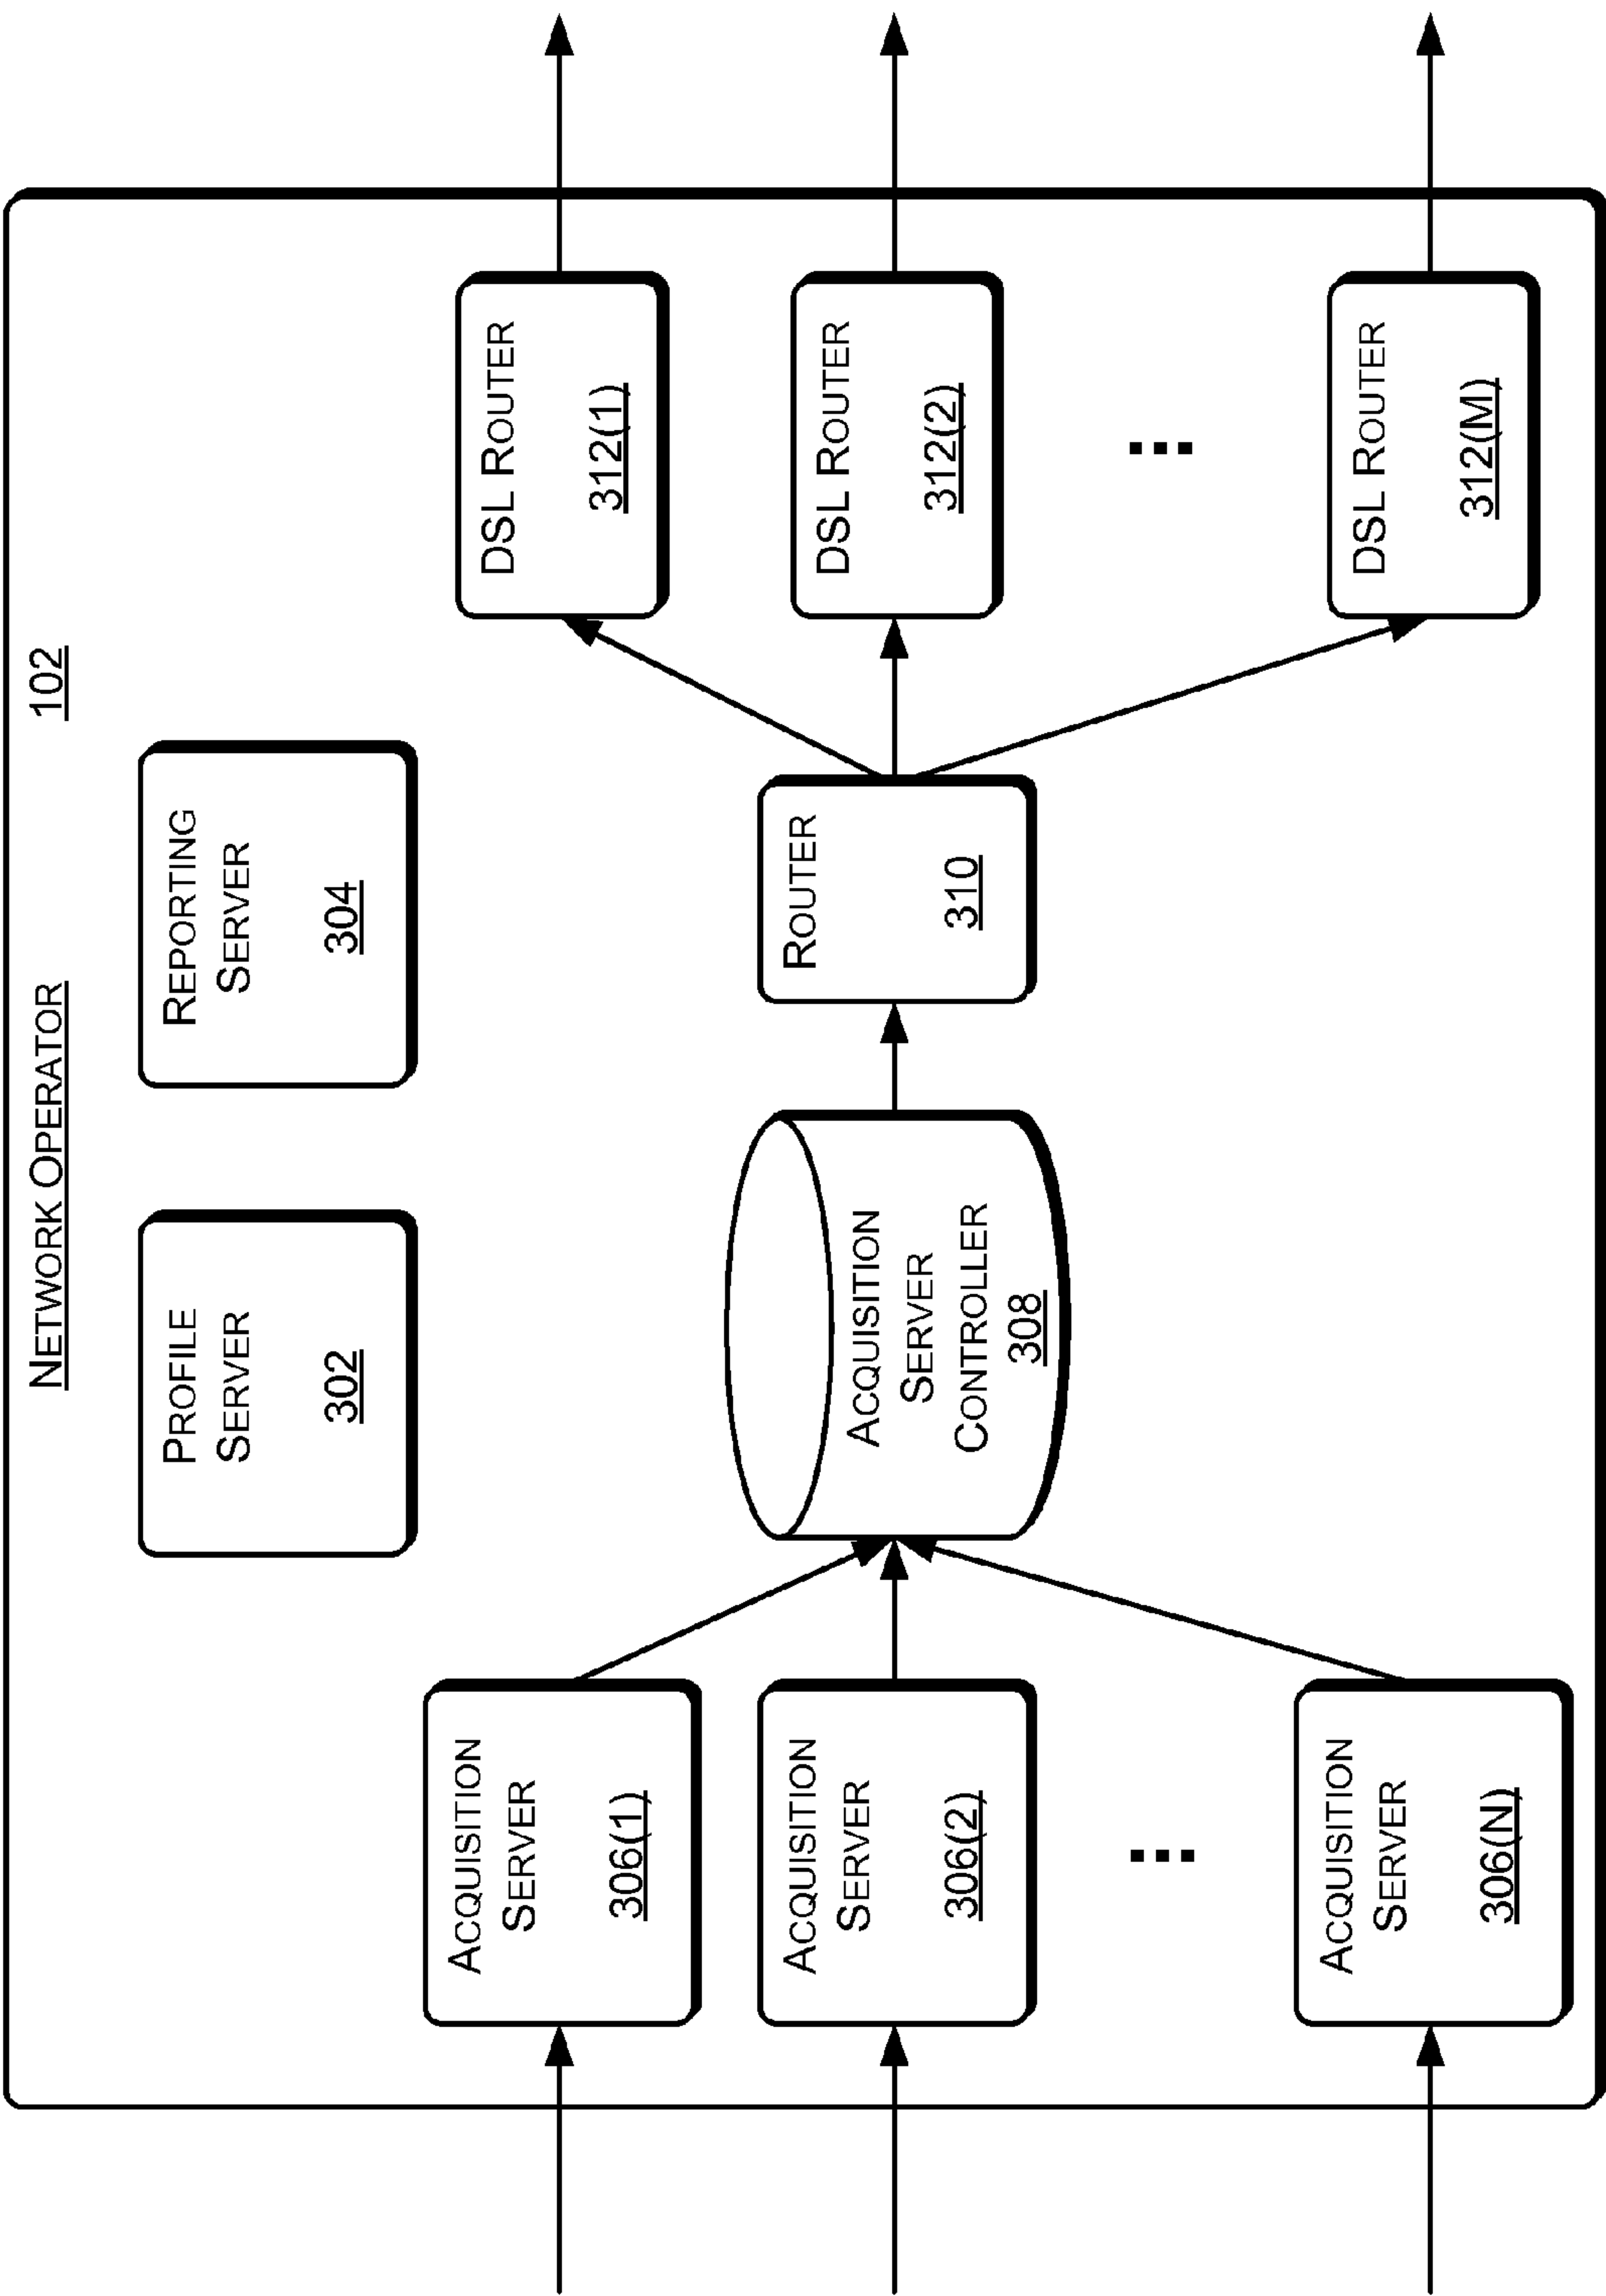 NETWORK OPERATOR 102
PROFILE
SERVER
302
REPORTING
SERVER
304
ACQUISITION
SERVER
306(1)
ACQUISITION
SERVER
306(2)
...
ACQUISITION
SERVER
306(N)
ACQUISITION
SERVER
CONTROLLER
308
ROUTER
310
DSL ROUTER
312(1)
DSL ROUTER
312(2)
...
DSL ROUTER
312(M)